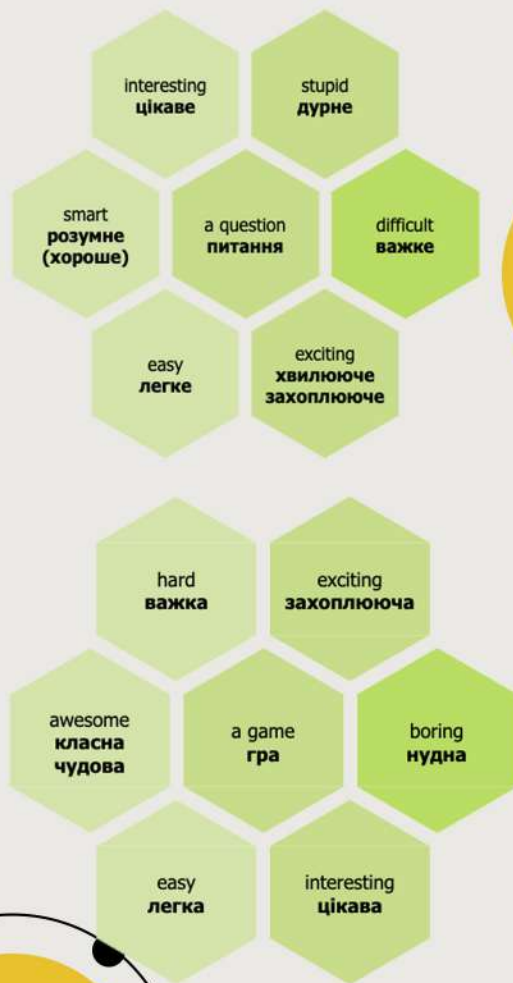 interesting
цікаве
stupid
дурне
smart
розумне
(хороше)
a question
питання
difficult
важке
easy
легке
exciting
хвилююче
захоплююче
hard
важка
exciting
захоплююча
awesome
класна
чудова
a game
гра
boring
нудна
easy
легка
interesting
цікава